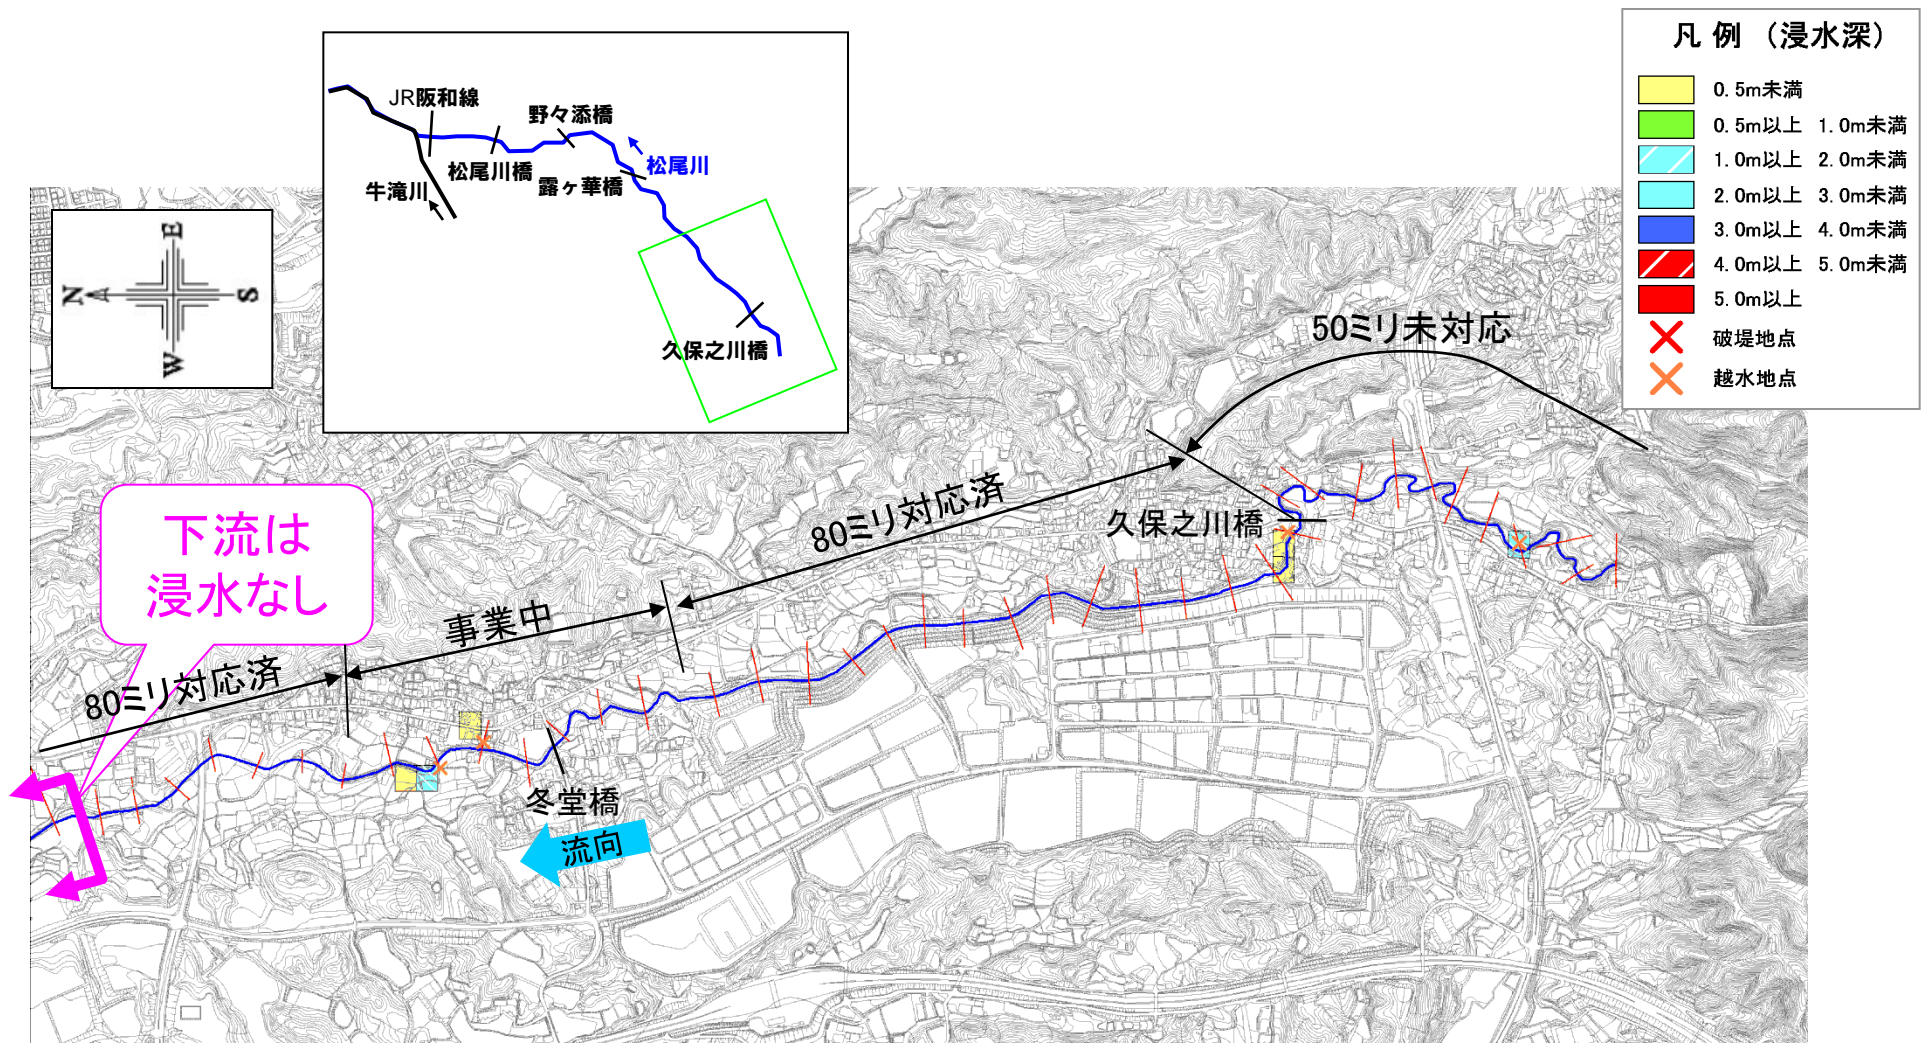 凡 例 （浸水深）
0.5m未満
0.5m以上 1.0m未満
1.0m以上 2.0m未満
2.0m以上 3.0m未満
3.0m以上 4.0m未満
4.0m以上 5.0m未満
5.0m以上
破堤地点
越水地点
JR阪和線
野々添橋
松尾川橋
松尾川
露ヶ華橋
牛滝川
久保之川橋
N
E
S
W
50ミリ未対応
80ミリ対応済
久保之川橋
下流は
浸水なし
事業中
80ミリ対応済
冬堂橋
流向